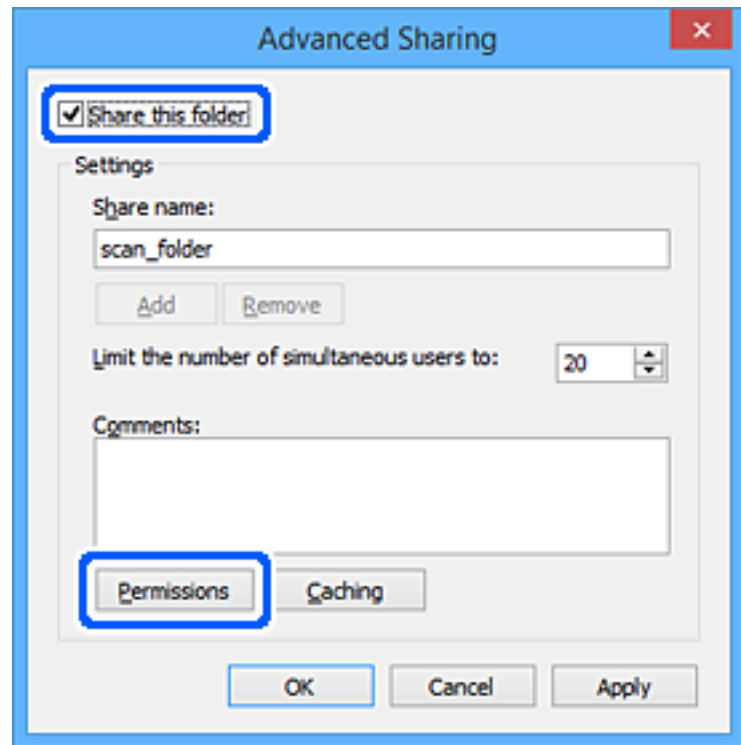 Advanced Sharing
Share this folder
Settings
Share name:
scan_folder
Add Remove
Limit the number of simultaneous users to: 20
Comments:
Permissions Caching
OK Cancel Apply